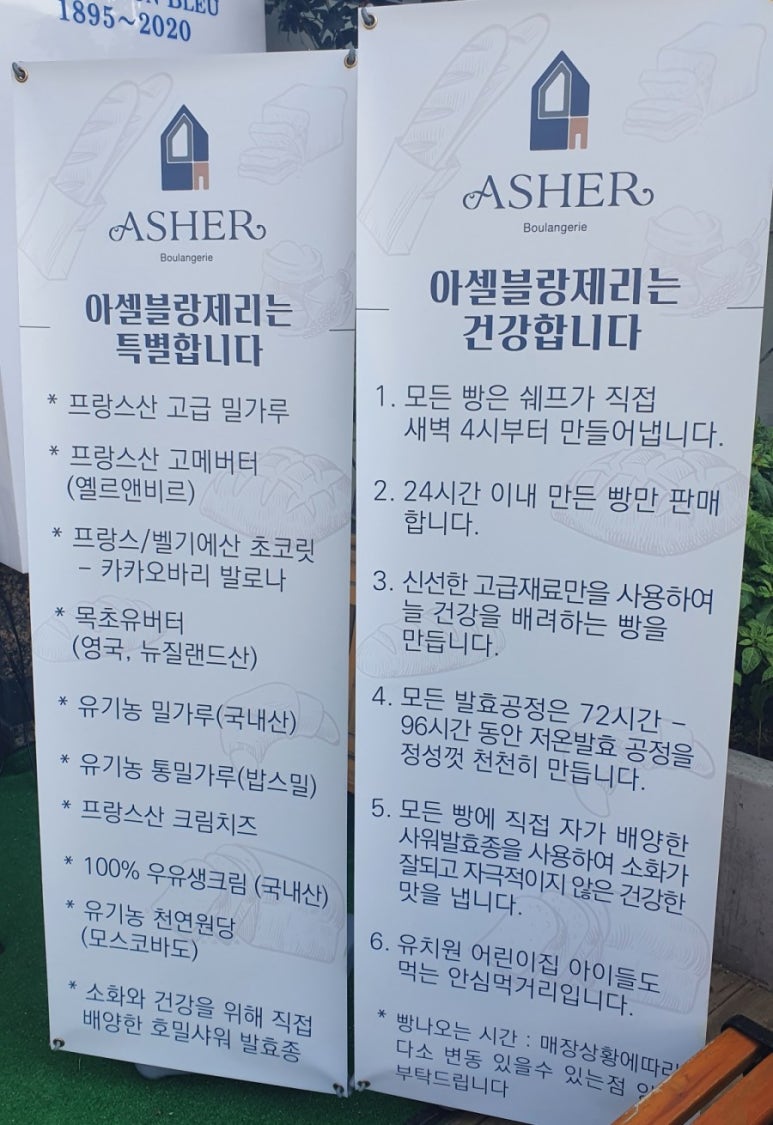 BLEU
1895~2020
ASHER
Boulangerie
아셀블랑제리는
특별합니다
* 프랑스산 고급 밀가루
* 프랑스산 고메버터
(옐르앤비르)
* 프랑스/벨기에산 초코릿
- 카카오바리 발로나
* 목초유버터
(영국, 뉴질랜드산)
* 유기농 밀가루(국내산)
* 유기농 통밀가루(밥스밀)
* 프랑스산 크림치즈
* 100% 우유생크림 (국내산)
* 유기농 천연원당
(모스코바도)
* 소화와 건강을 위해 직접
배양한 호밀샤워 발효종
ASHER
Boulangerie
아셀블랑제리는
건강합니다
1. 모든 빵은 쉐프가 직접
새벽 4시부터 만들어냅니다.
2. 24시간 이내 만든 빵만 판매
합니다.
3. 신선한 고급재료만을 사용하여
늘 건강을 배려하는 빵을
만듭니다.
4. 모든 발효공정은 72시간 -
96시간 동안 저온발효 공정을
정성껏 천천히 만듭니다.
5. 모든 빵에 직접 자가 배양한
사워발효종을 사용하여 소화가
잘되고 자극적이지 않은 건강한
맛을 냅니다.
6. 유치원 어린이집 아이들도
먹는 안심먹거리입니다.
* 빵나오는 시간 : 매장상황에따라
다소 변동 있을수 있는점
부탁드립니다